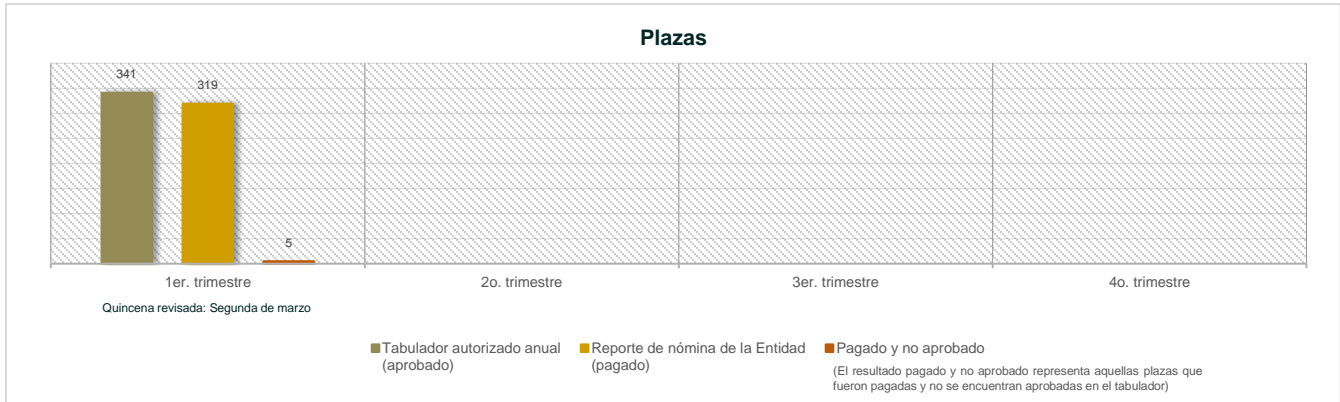 Plazas
341
319
5
1er. trimestre
2o. trimestre
3er. trimestre
4o. trimestre
Quincena revisada: Segunda de marzo
Tabulador autorizado anual
(aprobado)
Reporte de nómina de la Entidad
(pagado)
Pagado y no aprobado
(El resultado pagado y no aprobado representa aquellas plazas que
fueron pagadas y no se encuentran aprobadas en el tabulador)